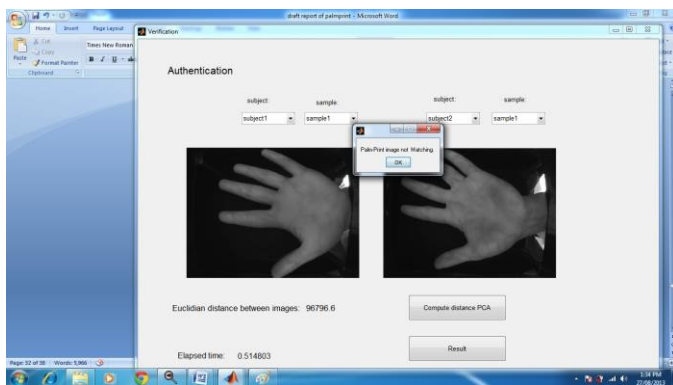 draft report of palmprint - Microsoft Word
Home Insert Page Layout
Verification
Cut
Copy
Paste
Format Painter
Clipboard
Times New Roman
B I U
Authentication
subject: sample:
subject1 sample1
subject: sample:
subject2 sample1
Palm-Print image not Matching.
OK
Euclidian distance between images: 96796.6
Compute distance PCA
Elapsed time: 0.514803
Result
Page: 32 of 38 Words: 5,966
3:34 PM
27/08/2013